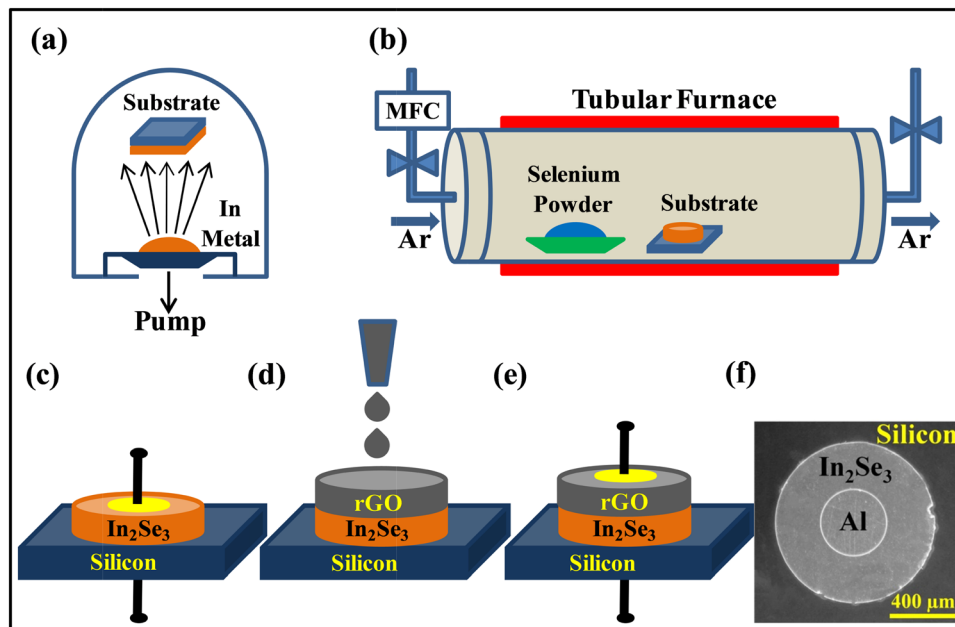 (a)
Substrate
In
Metal
Pump
(b)
MFC
Tubular Furnace
Selenium
Powder
Substrate
Ar
Ar
(c)
In₂Se₃
Silicon
(d)
rGO
In₂Se₃
Silicon
(e)
rGO
In₂Se₃
Silicon
(f)
Silicon
In₂Se₃
Al
400 µm